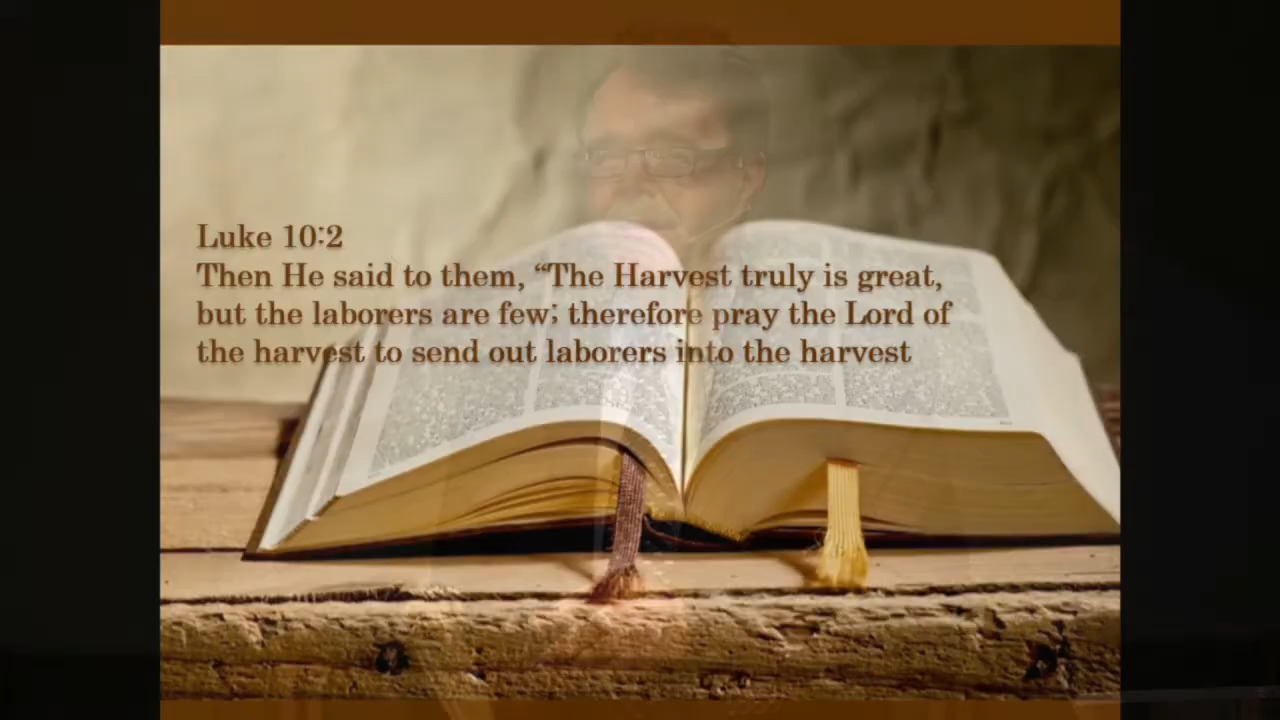 Luke 10:2
Then He said to them, “The Harvest truly is great,
but the laborers are few; therefore pray the Lord of
the harvest to send out laborers into the harvest